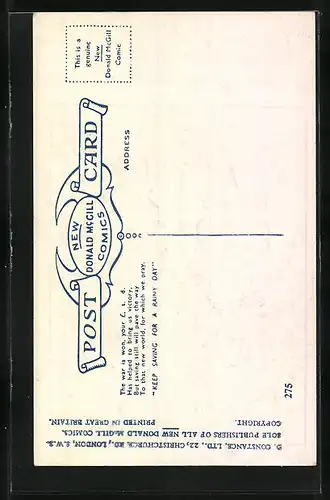 This is a
genuine
New
Donald McGill
Comic
POST CARD
NEW
DONALD McGILL
COMICS
ADDRESS
The war is won, your £. s. d.
Has helped to bring us victory,
But saving still will pave the way
To that new world, for which we pray.
"KEEP SAVING FOR A RAINY DAY"
275
D. CONSTANCE, LTD., 22, CHRISTCHURCH RD., LONDON, S.W.2.
SOLE PUBLISHERS OF ALL NEW DONALD McGILL COMICS.
COPYRIGHT. PRINTED IN GREAT BRITAIN.